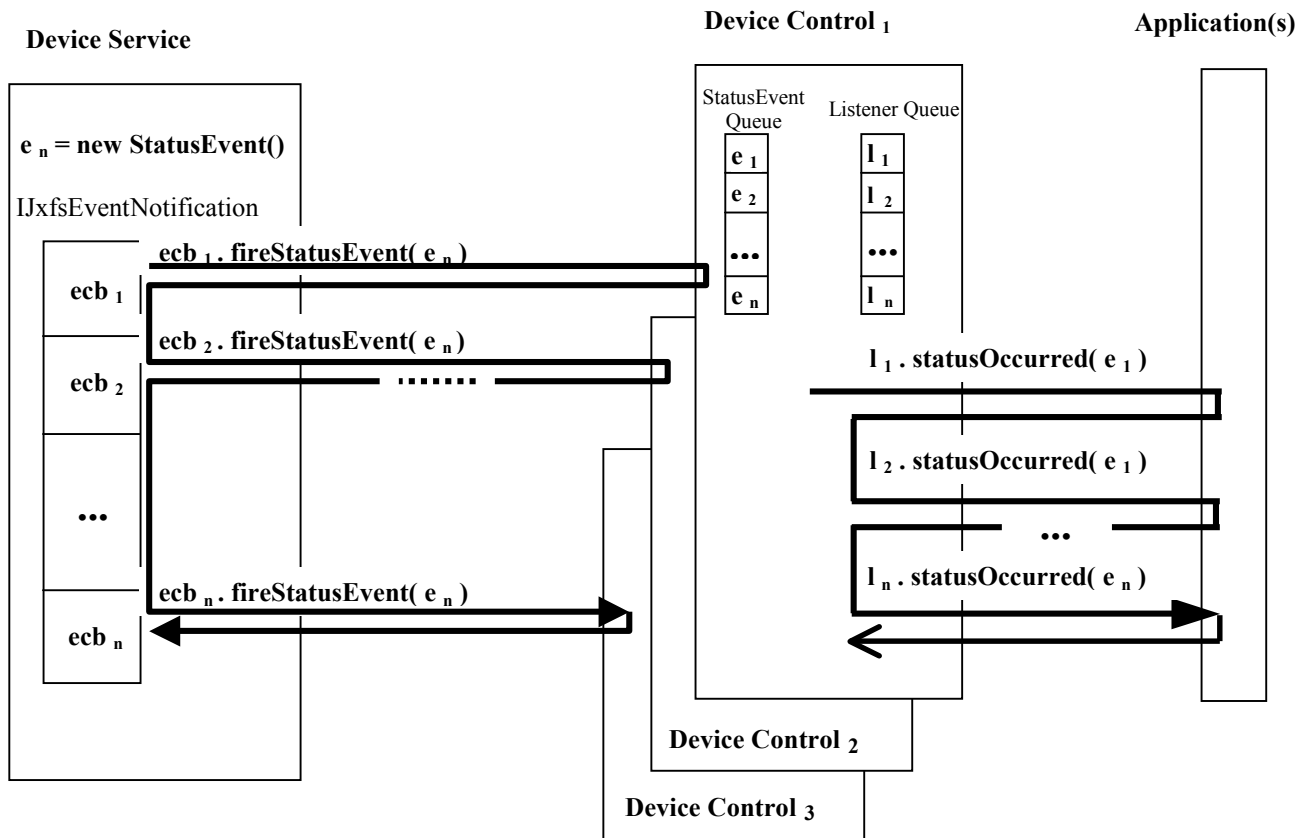 Device Service
Device Control 1
Application(s)
e n = new StatusEvent()
IJxfsEventNotification
ecb 1
ecb 2
...
ecb n
ecb 1 . fireStatusEvent( e n )
ecb 2 . fireStatusEvent( e n )
.......
ecb n . fireStatusEvent( e n )
StatusEvent
Queue
e 1
e 2
...
e n
Listener Queue
l 1
l 2
...
l n
l 1 . statusOccurred( e 1 )
l 2 . statusOccurred( e 1 )
...
l n . statusOccurred( e n )
Device Control 2
Device Control 3